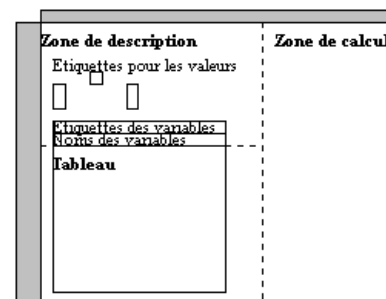 Zone de description
Zone de calcul
Etiquettes pour les valeurs
Etiquettes des variables
Noms des variables
Tableau